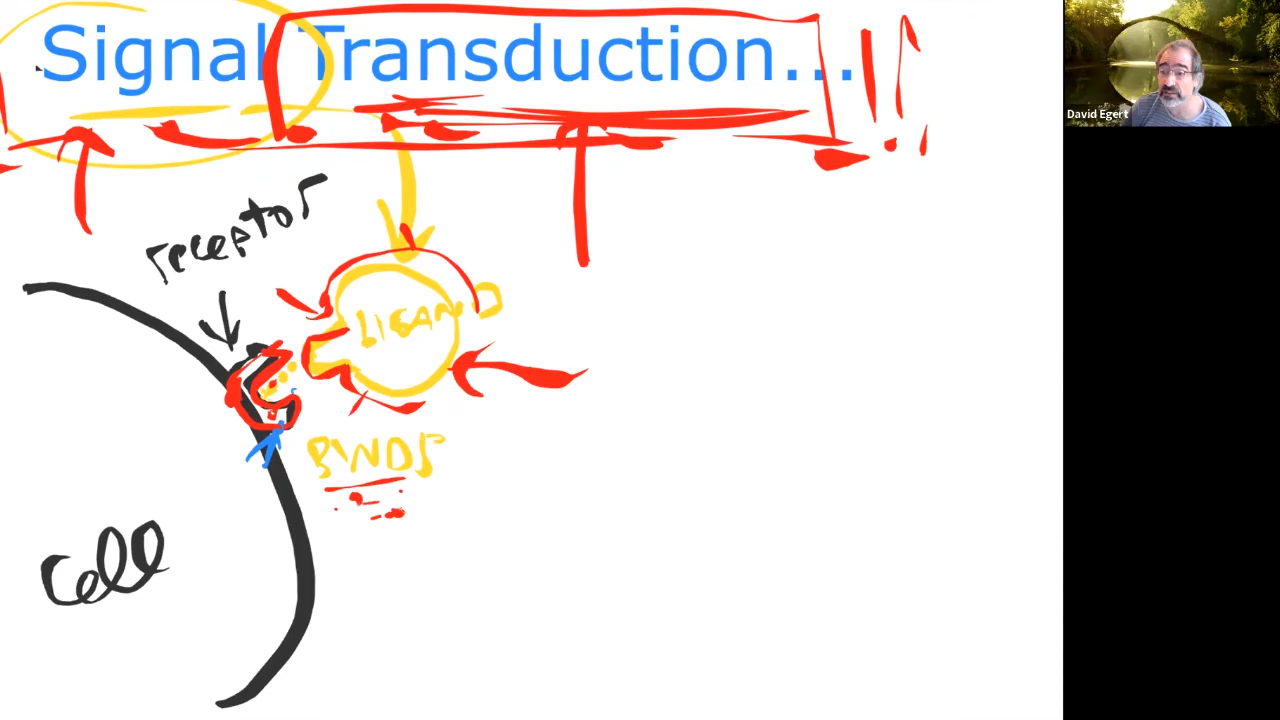 Signal Transduction... !!
David Egert
receptor
LIGAND
BINDS
Cell